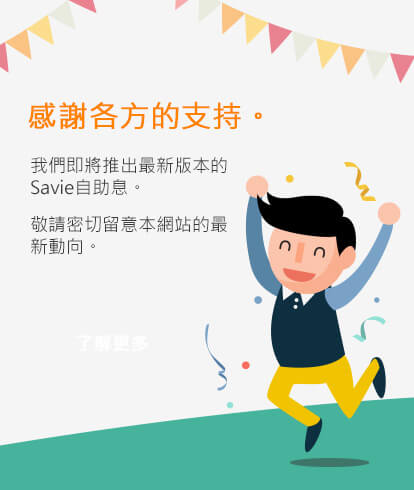 感謝各方的支持。
我們即將推出最新版本的
Savie自助息。
敬請密切留意本網站的最
新動向。
了解更多